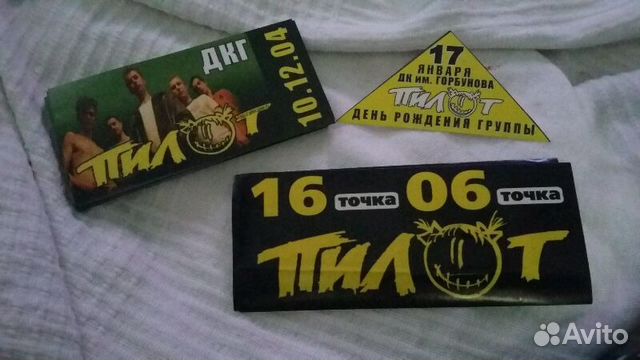 ДКГ
10.12.04
ПИЛОТ
17
ЯНВАРЯ
ДК ИМ. ГОРБУНОВА
ПИЛОТ
ДЕНЬ РОЖДЕНИЯ ГРУППЫ
16 точка 06 точка
ПИЛОТ
Avito